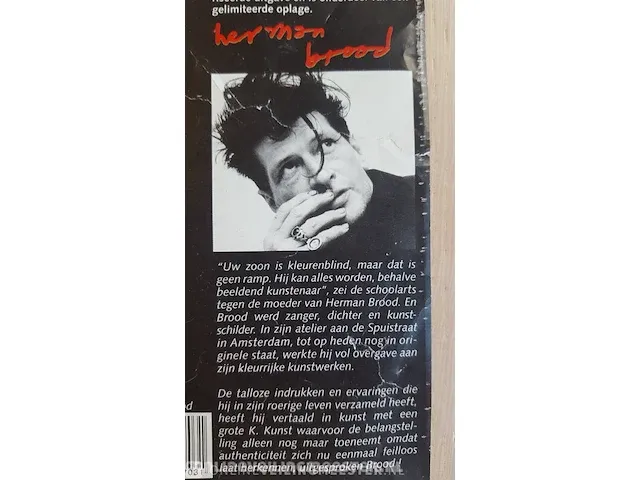 gelimiteerde oplage.
herman
brood
"Uw zoon is kleurenblind, maar dat is
geen ramp. Hij kan alles worden, behalve
beeldend kunstenaar", zei de schoolarts
tegen de moeder van Herman Brood. En
Brood werd zanger, dichter en kunst-
schilder. In zijn atelier aan de Spuistraat
in Amsterdam, tot op heden nog in ori-
ginele staat, werkte hij vol overgave aan
zijn kleurrijke kunstwerken.
De talloze indrukken en ervaringen die
hij in zijn roerige leven verzameld heeft,
heeft hij vertaald in kunst met een
grote K. Kunst waarvoor de belangstel-
ling alleen nog maar toeneemt omdat
authenticiteit zich nu eenmaal feilloos
laat herkennen, uitgesproken Brood!